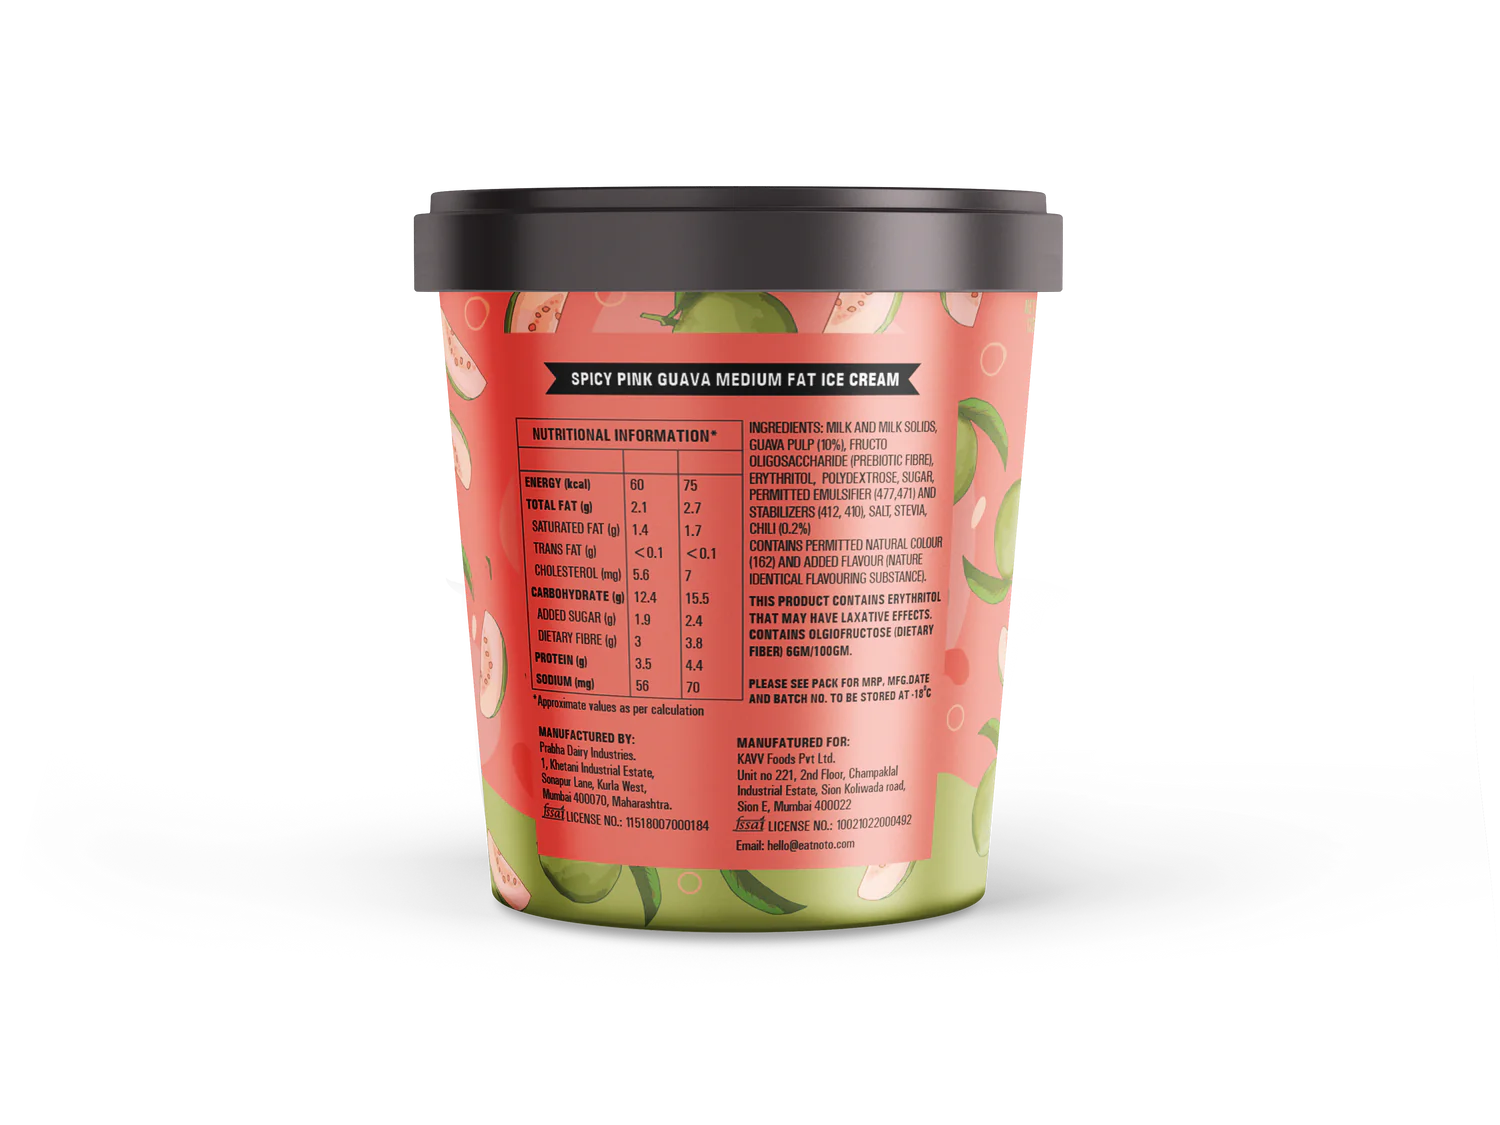 SPICY PINK GUAVA MEDIUM FAT ICE CREAM
NUTRITIONAL INFORMATION*
ENERGY (kcal) 60 75
TOTAL FAT (g) 2.1 2.7
SATURATED FAT (g) 1.4 1.7
TRANS FAT (g) <0.1 <0.1
CHOLESTEROL (mg) 5.6 7
CARBOHYDRATE (g) 12.4 15.5
ADDED SUGAR (g) 1.9 2.4
DIETARY FIBRE (g) 3 3.8
PROTEIN (g) 3.5 4.4
SODIUM (mg) 56 70
*Approximate values as per calculation
INGREDIENTS: MILK AND MILK SOLIDS,
GUAVA PULP (10%), FRUCTO
OLIGOSACCHARIDE (PREBIOTIC FIBRE),
ERYTHRITOL, POLYDEXTROSE, SUGAR,
PERMITTED EMULSIFIER (477,471) AND
STABILIZERS (412, 410), SALT, STEVIA,
CHILI (0.2%)
CONTAINS PERMITTED NATURAL COLOUR
(162) AND ADDED FLAVOUR (NATURE
IDENTICAL FLAVOURING SUBSTANCE).
THIS PRODUCT CONTAINS ERYTHRITOL
THAT MAY HAVE LAXATIVE EFFECTS.
CONTAINS OLGIOFRUCTOSE (DIETARY
FIBER) 6GM/100GM.
PLEASE SEE PACK FOR MRP, MFG.DATE
AND BATCH NO. TO BE STORED AT -18°C
MANUFACTURED BY:
Prabha Dairy Industries.
1, Khetani Industrial Estate,
Sonapur Lane, Kurla West,
Mumbai 400070, Maharashtra.
fssai LICENSE NO.: 11518007000184
MANUFATURED FOR:
KAVV Foods Pvt Ltd.
Unit no 221, 2nd Floor, Champaklal
Industrial Estate, Sion Koliwada road,
Sion E, Mumbai 400022
fssai LICENSE NO.: 10021022000492
Email: hello@eatnoto.com